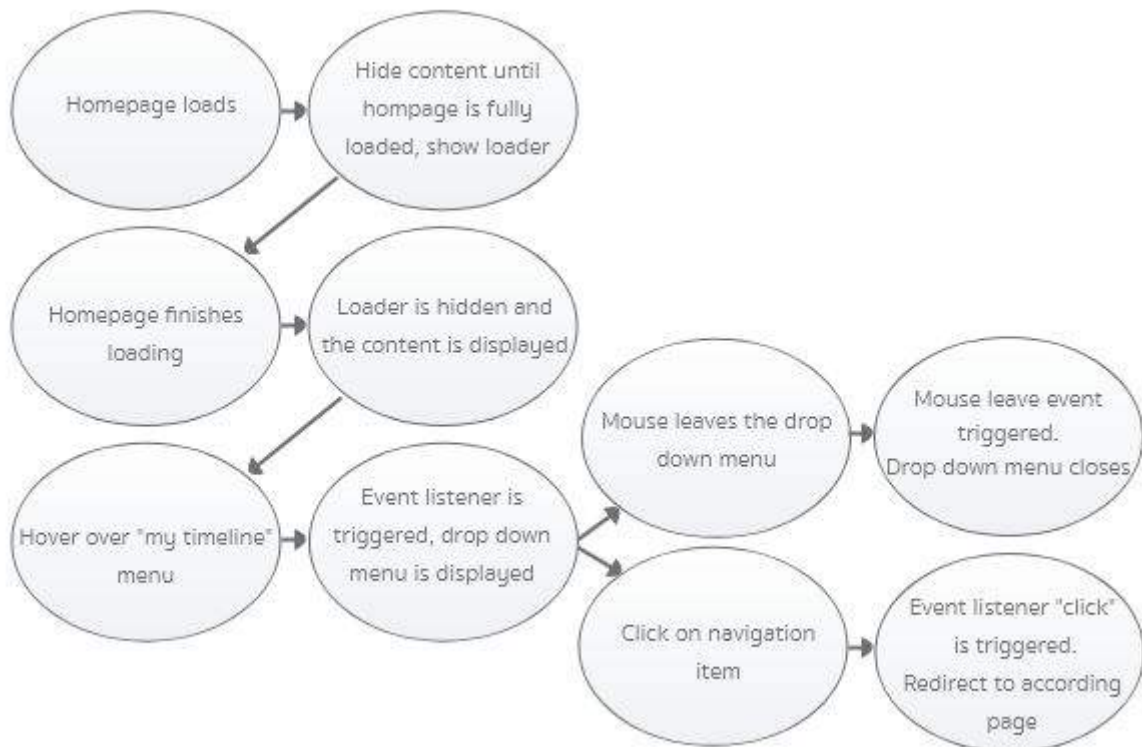 Homepage loads
Hide content until
hompage is fully
loaded, show loader
Homepage finishes
loading
Loader is hidden and
the content is displayed
Hover over "my timeline"
menu
Event listener is
triggered, drop down
menu is displayed
Mouse leaves the drop
down menu
Mouse leave event
triggered.
Drop down menu closes
Click on navigation
item
Event listener "click"
is triggered.
Redirect to according
page